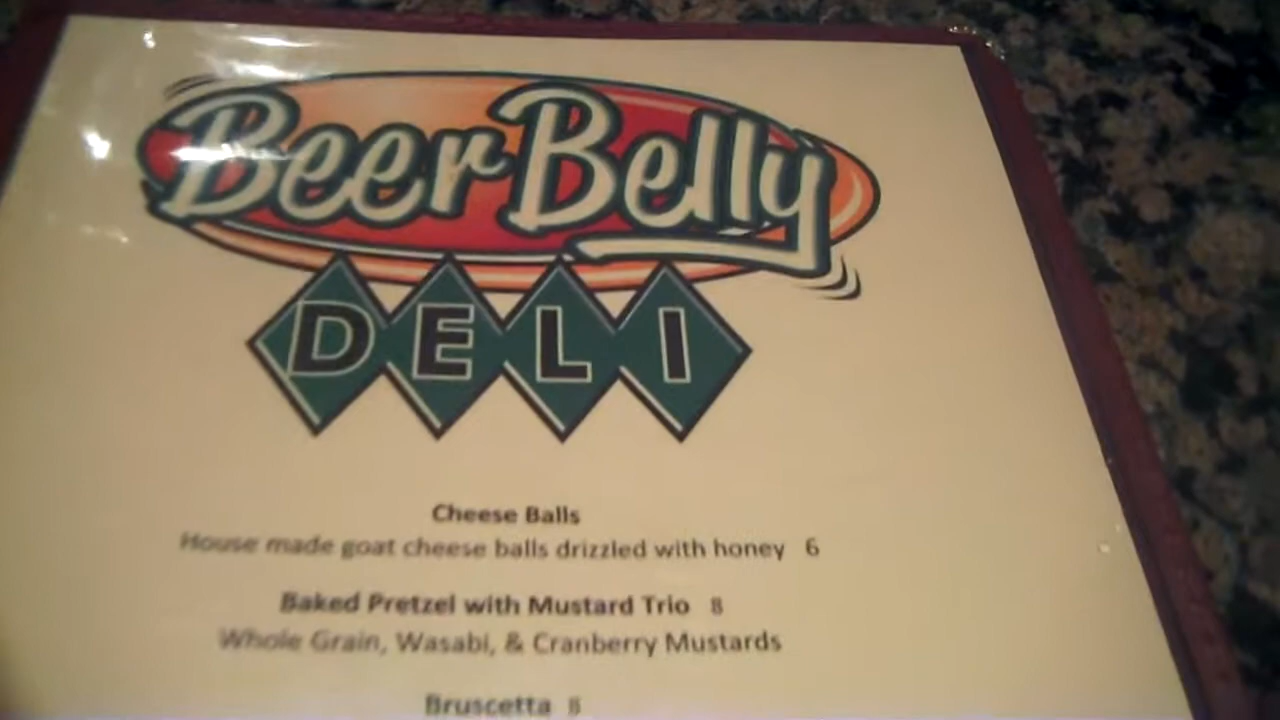 Beer Belly
DELI
Cheese Balls
House made goat cheese balls drizzled with honey 6
Baked Pretzel with Mustard Trio 8
Whole Grain, Wasabi, & Cranberry Mustards
Bruscetta 8